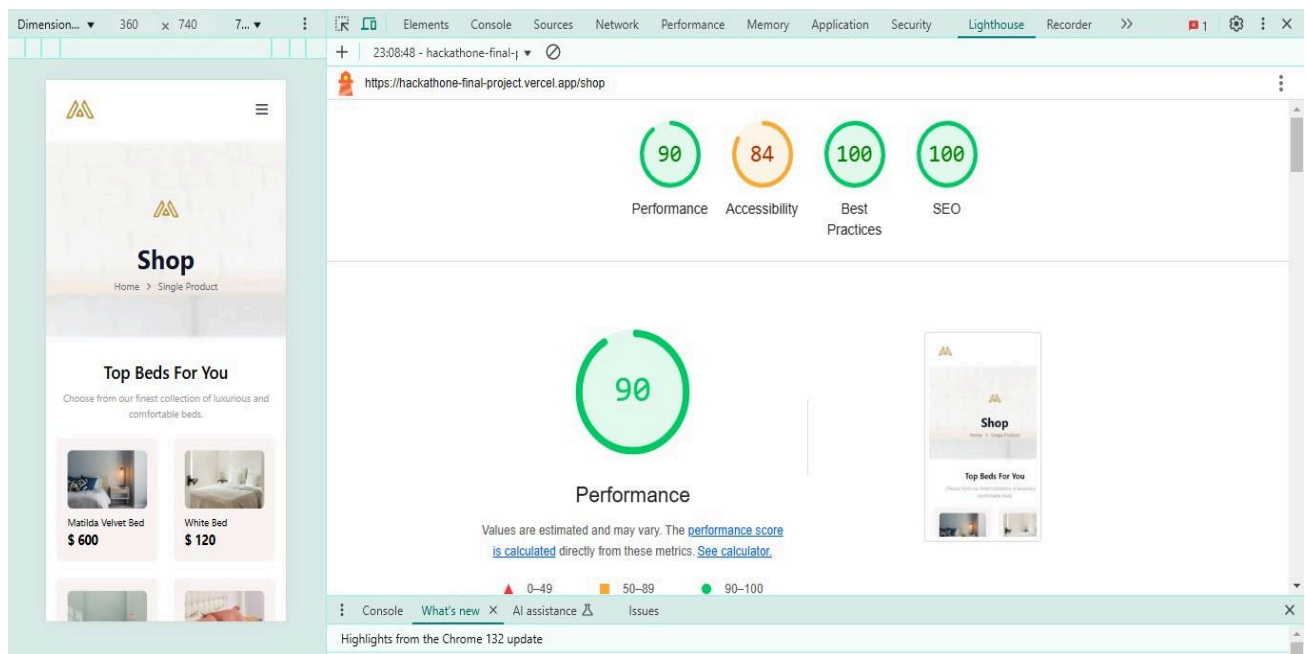 Dimension... ▼ 360 x 740 7... ▼
Elements Console Sources Network Performance Memory Application Security Lighthouse Recorder >> 1
23:08:48 - hackathone-final-p ▼
https://hackathone-final-project.vercel.app/shop
Shop
Home > Single Product
Top Beds For You
Choose from our finest collection of luxurious and
comfortable beds.
Matilda Velvet Bed
$ 600
White Bed
$ 120
90
Performance
84
Accessibility
100
Best
Practices
100
SEO
90
Performance
Values are estimated and may vary. The performance score
is calculated directly from these metrics. See calculator.
0–49 50–89 90–100
Shop
Home > Single Product
Top Beds For You
Console What's new X AI assistance Issues
Highlights from the Chrome 132 update